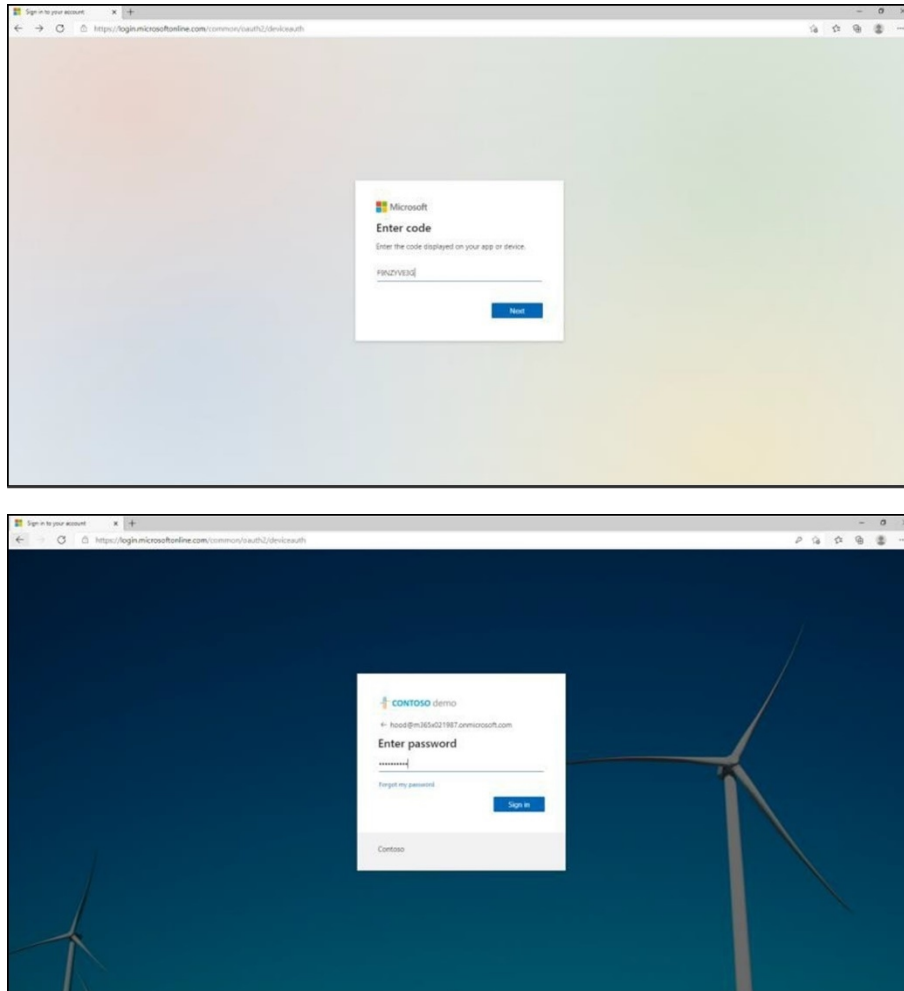 Sign in to your account
https://login.microsoftonline.com/common/oauth2/deviceauth
Microsoft
Enter code
Enter the code displayed on your app or device.
Next
Sign in to your account
https://login.microsoftonline.com/common/oauth2/deviceauth
CONTOSO demo
← hood@m365x021987.onmicrosoft.com
Enter password
••••••••••
Forgot my password
Sign in
Contoso